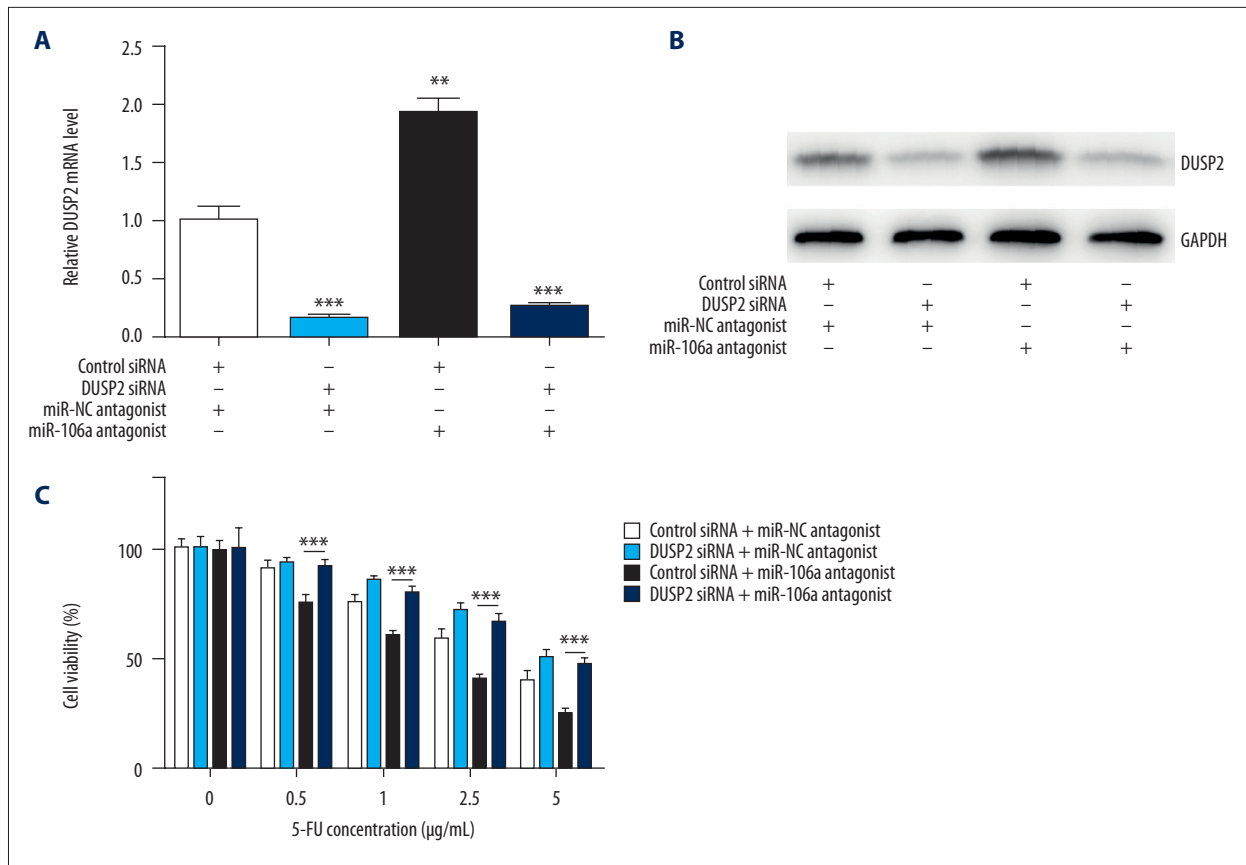 A
2.5
2.0
1.5
1.0
0.5
0.0
Relative DUSP2 mRNA level
***
**
***
Control siRNA + – + –
DUSP2 siRNA – + – +
miR-NC antagonist + + – –
miR-106a antagonist – – + +
B
DUSP2
GAPDH
Control siRNA + – + –
DUSP2 siRNA – + – +
miR-NC antagonist + + – –
miR-106a antagonist – – + +
C
100
50
0
Cell viability (%)
*** *** *** ***
0 0.5 1 2.5 5
5-FU concentration (µg/mL)
Control siRNA + miR-NC antagonist
DUSP2 siRNA + miR-NC antagonist
Control siRNA + miR-106a antagonist
DUSP2 siRNA + miR-106a antagonist